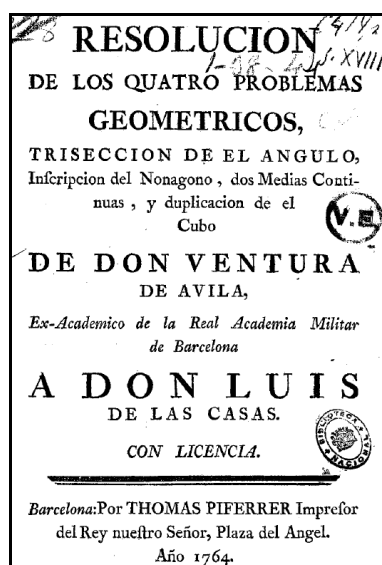 RESOLUCION
DE LOS QUATRO PROBLEMAS
GEOMETRICOS,
TRISECCION DE EL ANGULO,
Inſcripcion del Nonagono , dos Medias Conti-
nuas , y duplicacion de el
Cubo
V.E.
DE DON VENTURA
DE AVILA,
Ex-Academico de la Real Academia Militar
de Barcelona
A DON LUIS
DE LAS CASAS.
CON LICENCIA.
BIBLIOTECA NACIONAL
Barcelona:Por THOMAS PIFERRER Impreſor
del Rey nueſtro Señor, Plaza del Angel.
Año 1764.